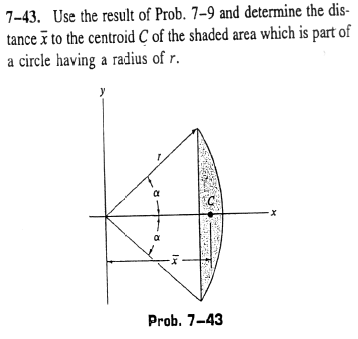 7-43. Use the result of Prob. 7-9 and determine the dis-
tance x̄ to the centroid C of the shaded area which is part of
a circle having a radius of r.
y
r
α
C
x
α
x̄
Prob. 7-43